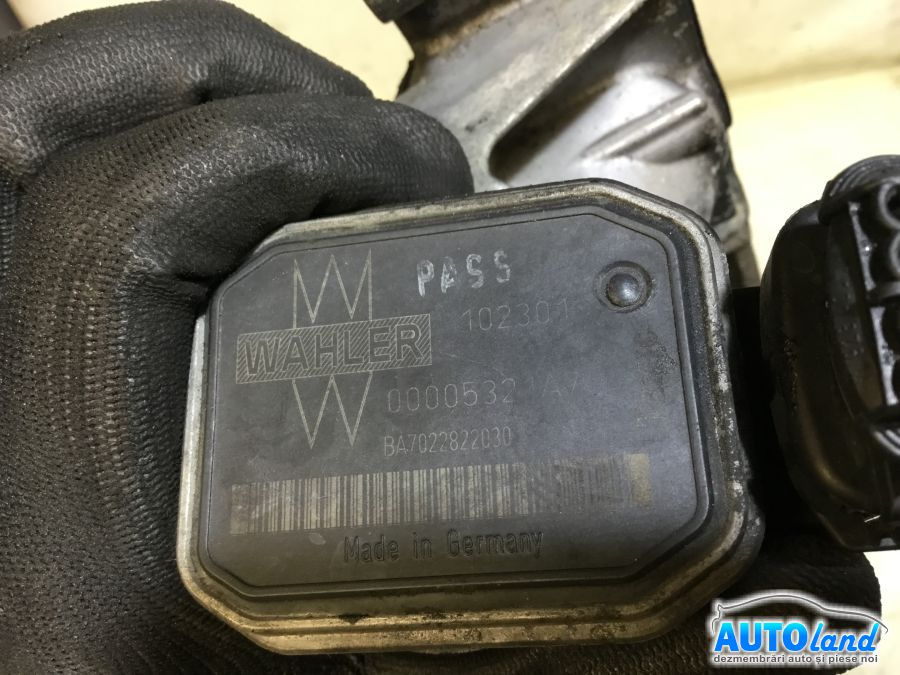 PASS
102301
WAHLER
0000532
BA7022822030
Made in Germany
AUTOland
dezmembrări auto și piese noi